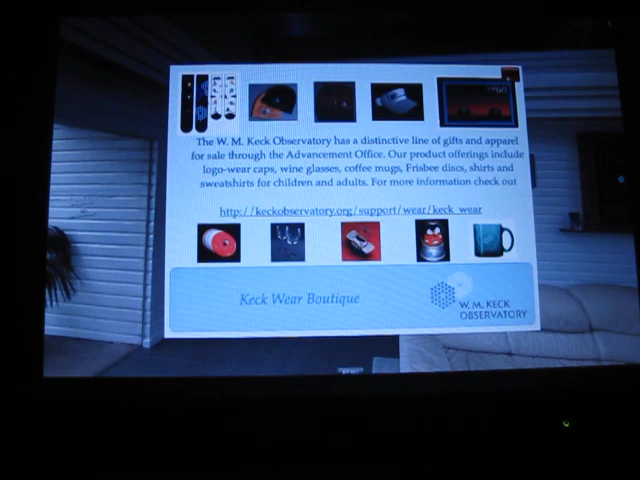 The W. M. Keck Observatory has a distinctive line of gifts and apparel
for sale through the Advancement Office. Our product offerings include
logo-wear caps, wine glasses, coffee mugs, Frisbee discs, shirts and
sweatshirts for children and adults. For more information check out
http://keckobservatory.org/support/wear/keck_wear
Keck Wear Boutique
W. M. KECK
OBSERVATORY
MENU